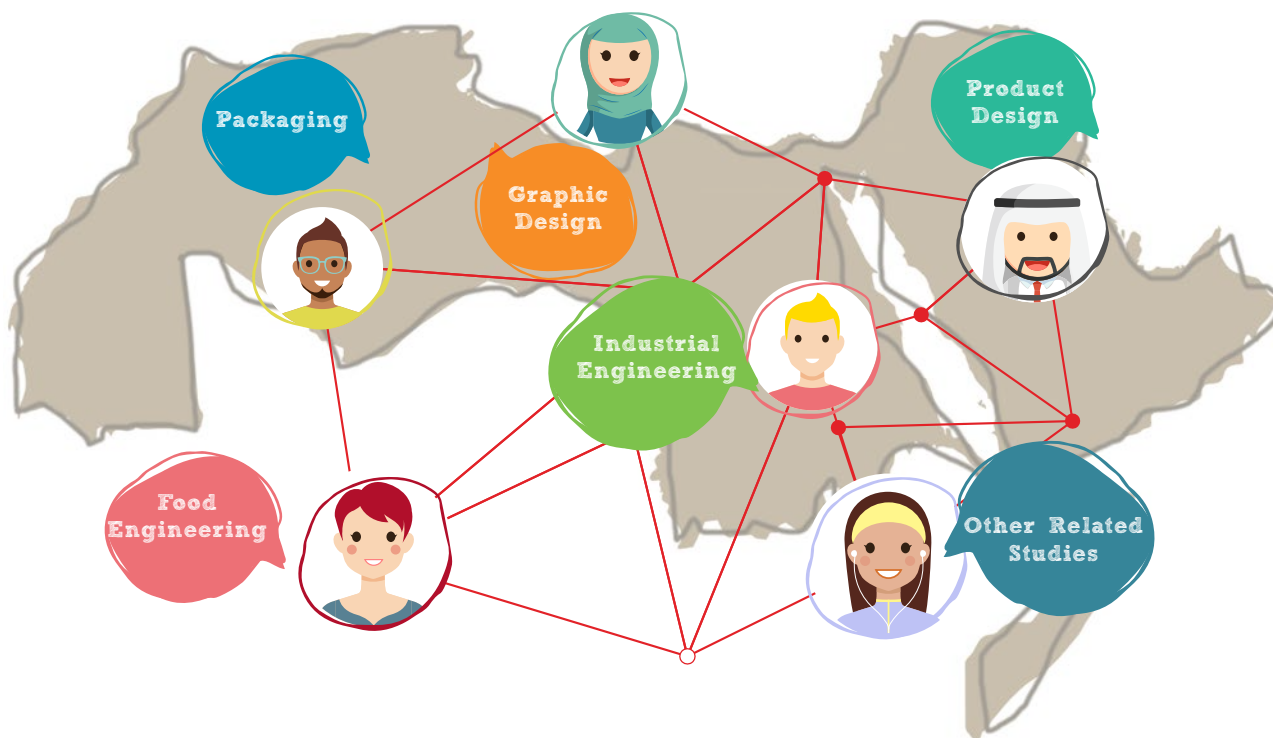 Packaging
Product
Design
Graphic
Design
Industrial
Engineering
Food
Engineering
Other Related
Studies